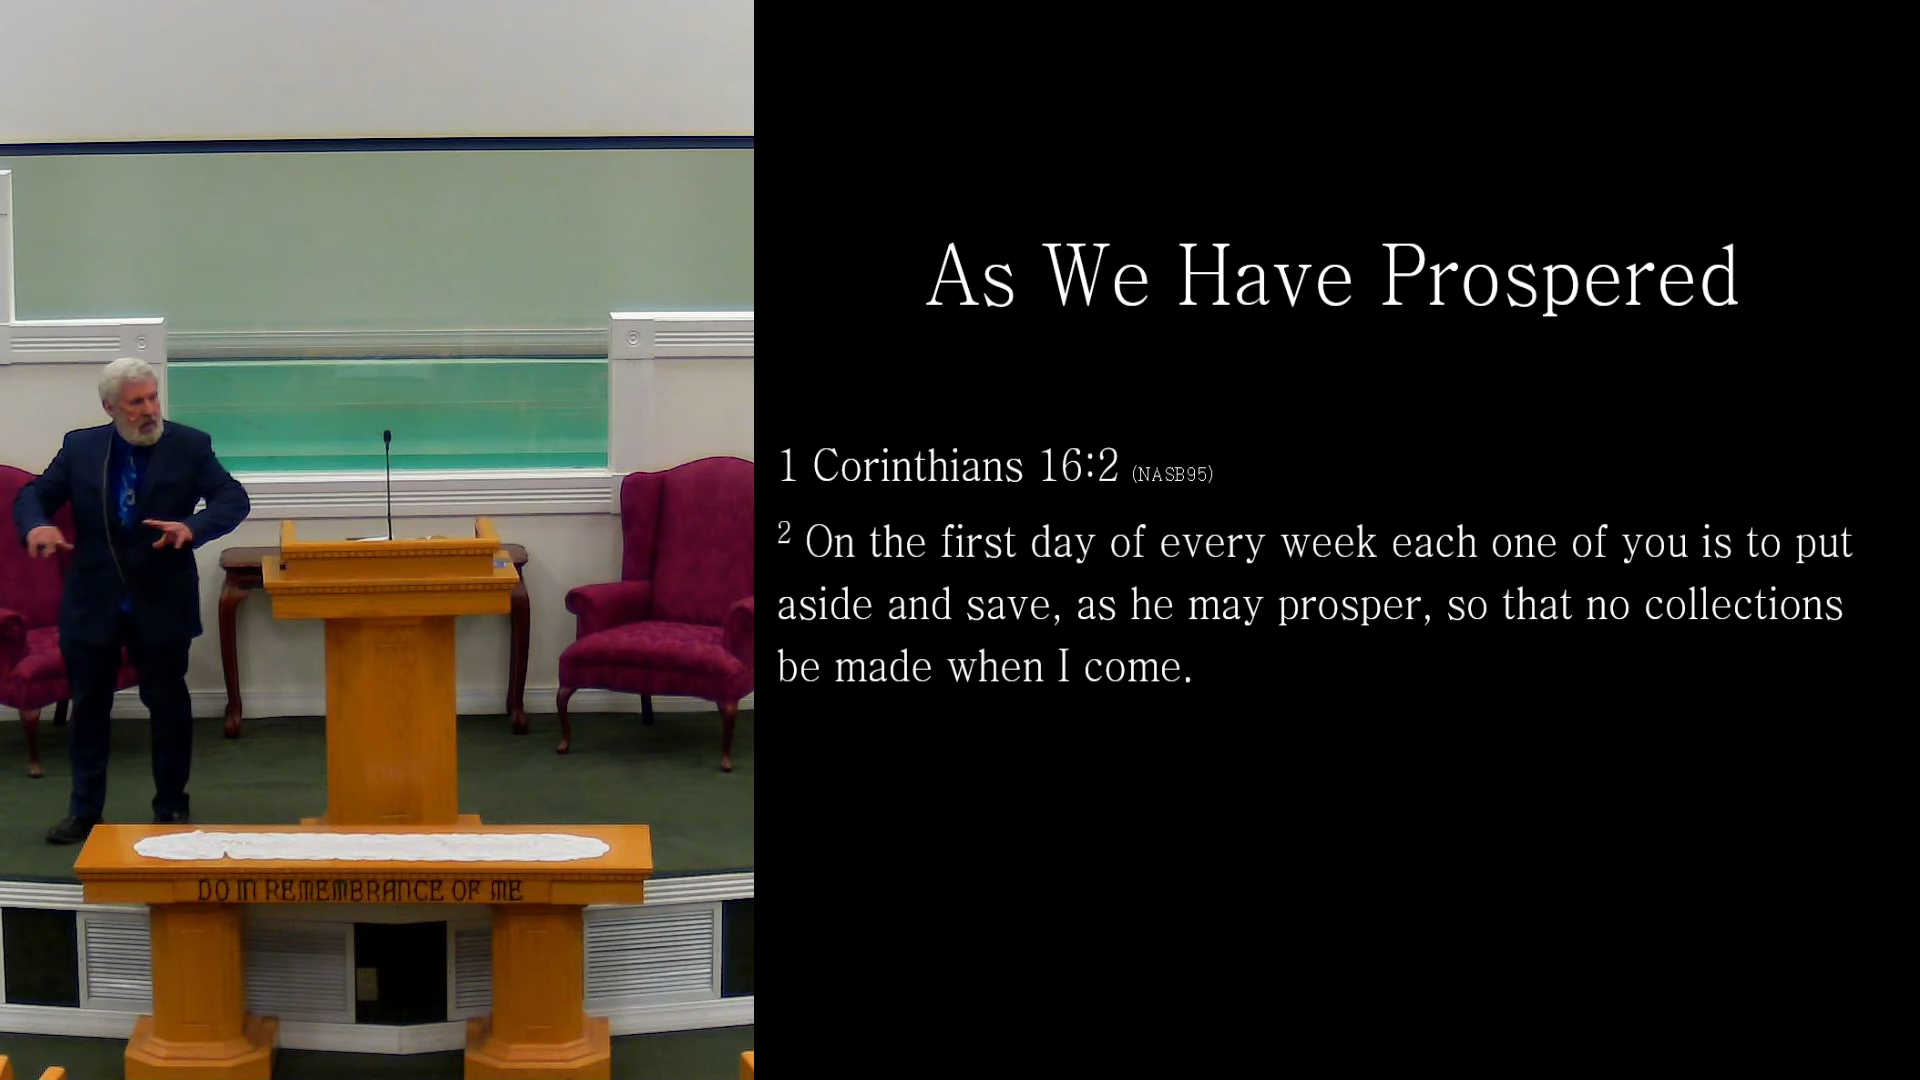 As We Have Prospered
1 Corinthians 16:2 (NASB95)
2 On the first day of every week each one of you is to put
aside and save, as he may prosper, so that no collections
be made when I come.
DO IN REMEMBRANCE OF ME